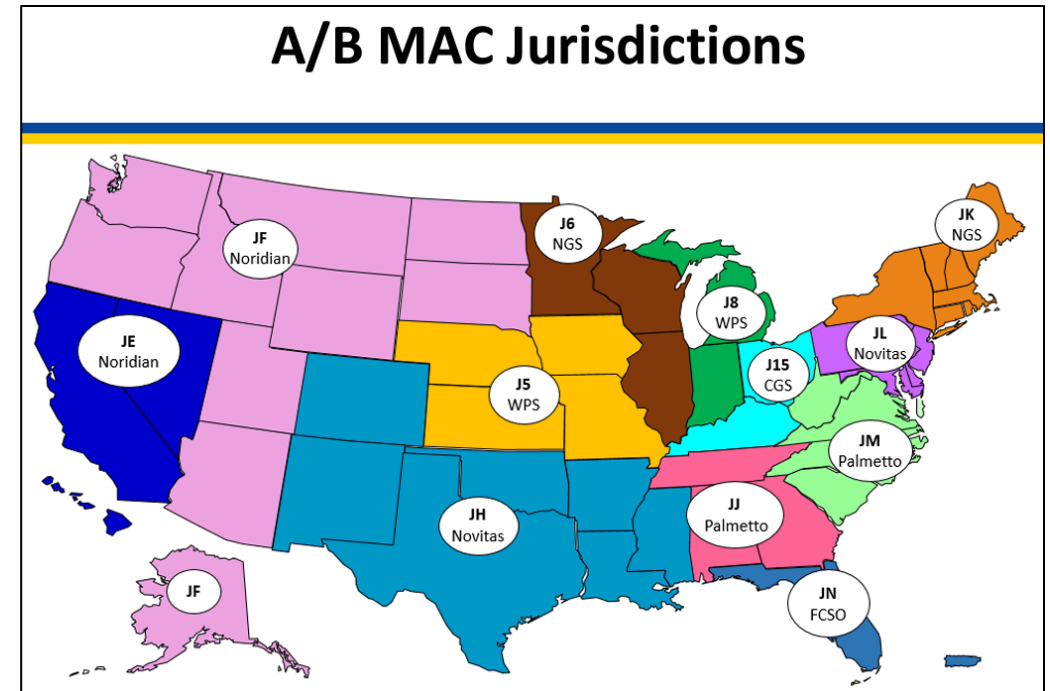 A/B MAC Jurisdictions
JK
NGS
J6
NGS
JF
Noridian
J8
WPS
JL
Novitas
JE
Noridian
J15
CGS
J5
WPS
JM
Palmetto
JJ
Palmetto
JH
Novitas
JF
JN
FCSO